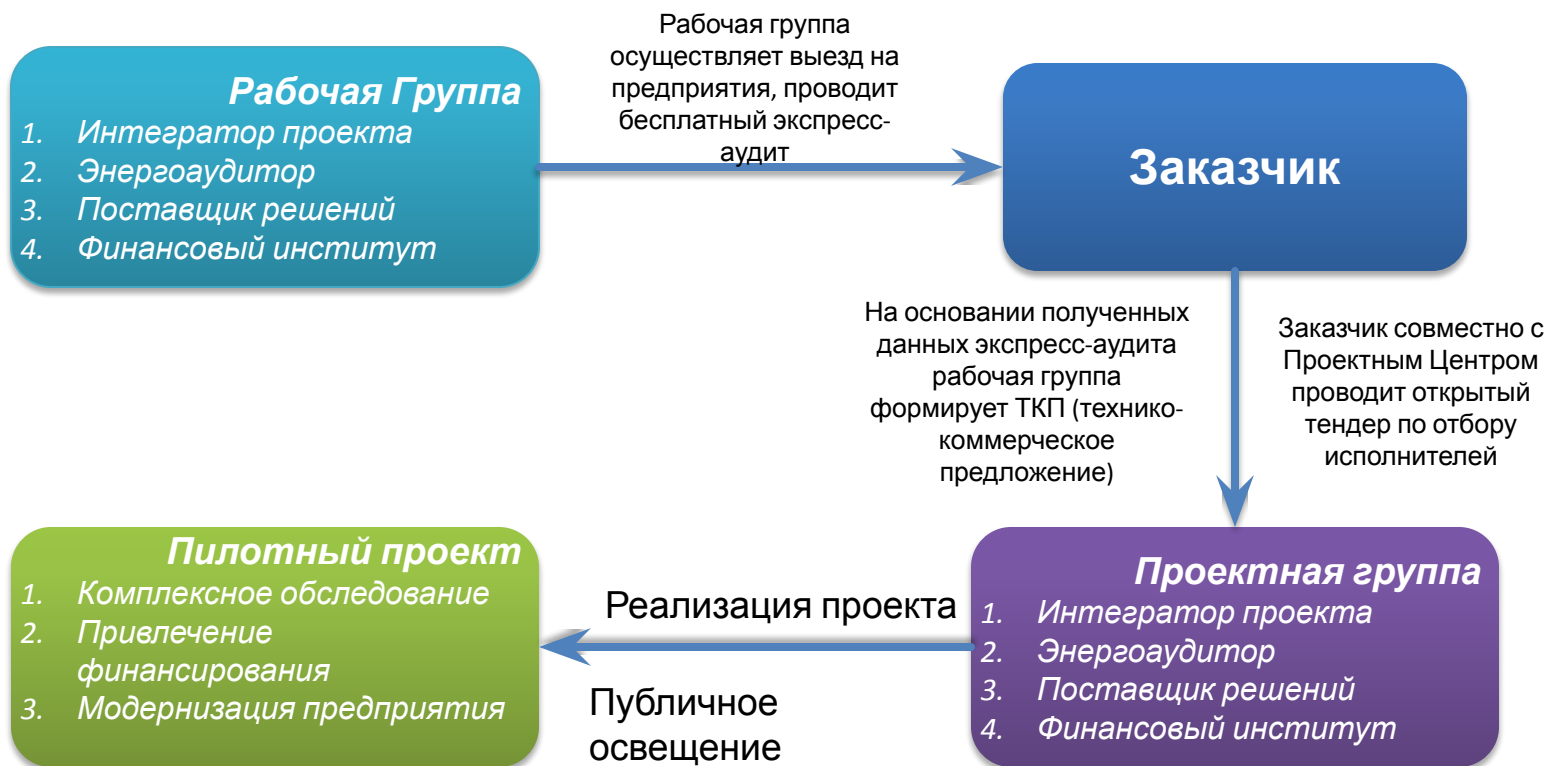 Рабочая Группа
1. Интегратор проекта
2. Энергоаудитор
3. Поставщик решений
4. Финансовый институт
Рабочая группа
осуществляет выезд на
предприятия, проводит
бесплатный экспресс-
аудит
Заказчик
На основании полученных
данных экспресс-аудита
рабочая группа
формирует ТКП (технико-
коммерческое
предложение)
Заказчик совместно с
Проектным Центром
проводит открытый
тендер по отбору
исполнителей
Проектная группа
1. Интегратор проекта
2. Энергоаудитор
3. Поставщик решений
4. Финансовый институт
Реализация проекта
Публичное
освещение
Пилотный проект
1. Комплексное обследование
2. Привлечение
финансирования
3. Модернизация предприятия